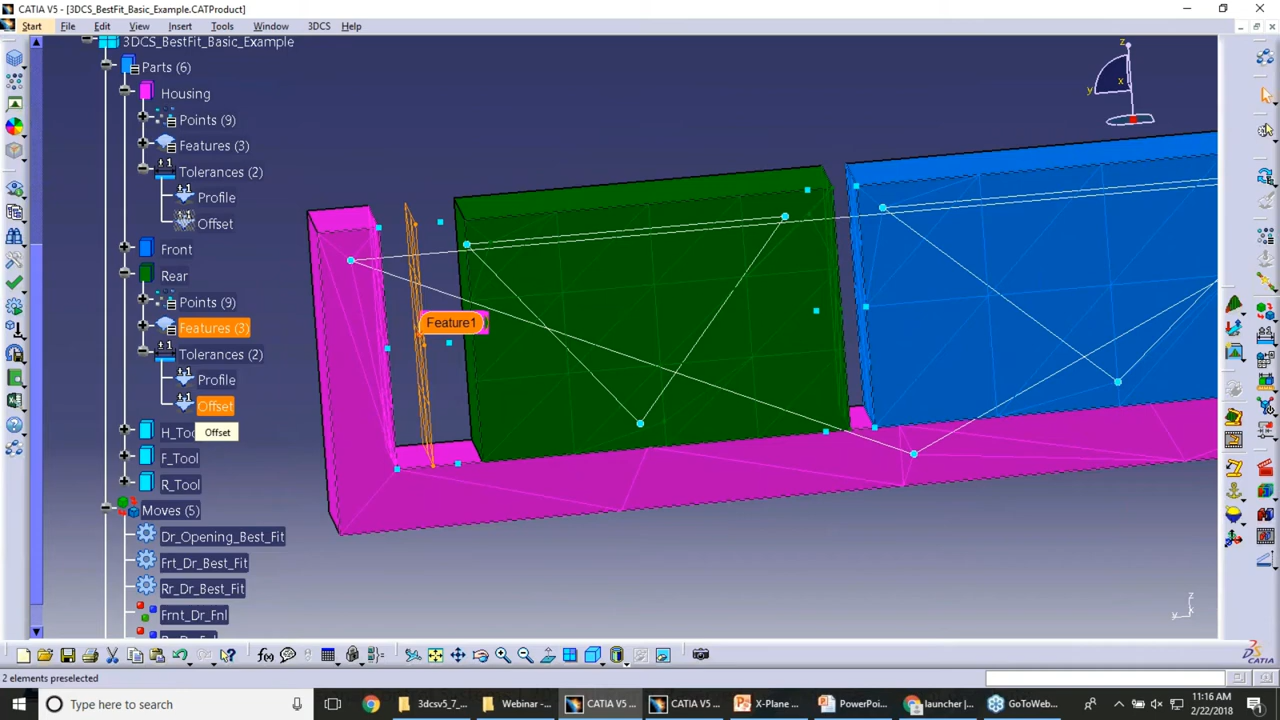 CATIA V5 - [3DCS_BestFit_Basic_Example.CATProduct]
Start File Edit View Insert Tools Window 3DCS Help
3DCS_BestFit_Basic_Example
Parts (6)
Housing
Points (9)
Features (3)
Tolerances (2)
Profile
Offset
Front
Rear
Points (9)
Features (3)
Tolerances (2)
Profile
Offset
Offset
F_Tool
R_Tool
Moves (5)
Dr_Opening_Best_Fit
Frt_Dr_Best_Fit
Rr_Dr_Best_Fit
Frnt_Dr_Fnl
Feature1
z
y
x
z
y
x
f(x)
CATIA
2 elements preselected
Type here to search
3dcsv5_7_...
Webinar -...
CATIA V5 ...
CATIA V5 ...
X-Plane ...
PowerPoi...
launcher |...
GoToWeb...
11:16 AM
2/22/2018